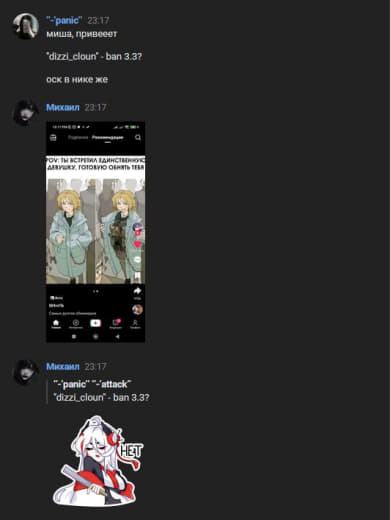 "-'panic" 23:17
миша, привееет
"dizzi_cloun" - ban 3.3?
оск в нике же
Михаил 23:17
Рекомендации
POV: ТЫ ВСТРЕТИЛ ЕДИНСТВЕННУЮ
ДЕВУШКУ, ГОТОВУЮ ОБНЯТЬ ТЕБЯ
Михаил 23:17
"-'panic" "-'attack"
"dizzi_cloun" - ban 3.3?
НЕТ